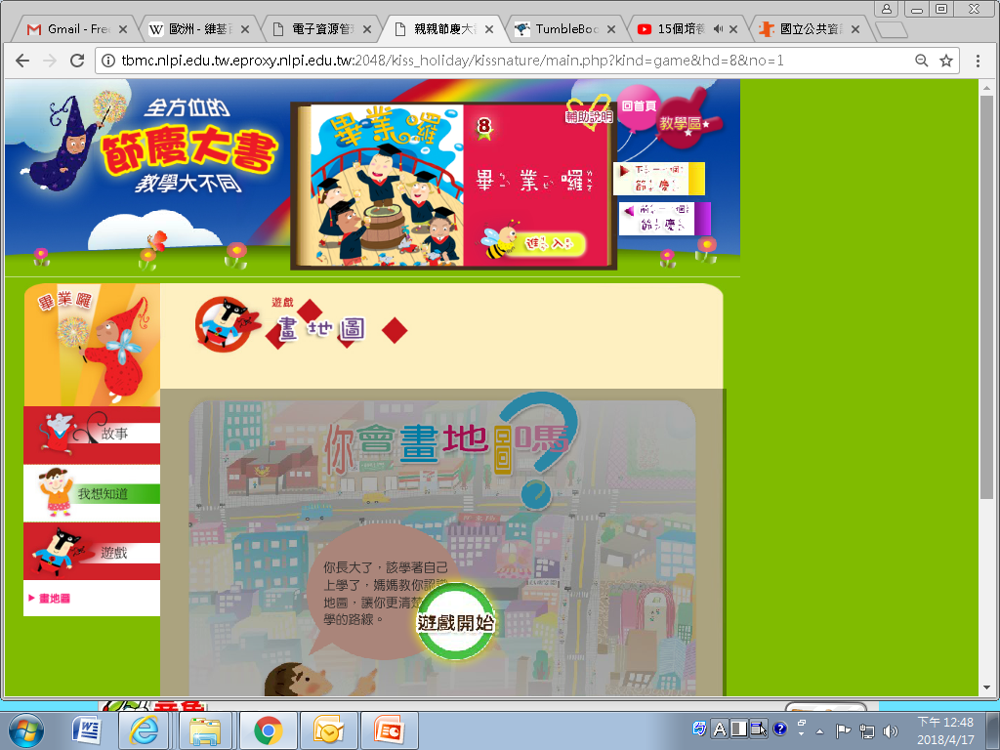 Gmail - Fre
歐洲 - 維基百
電子資源管
親親節慶大
TumbleBoo
15個培養
國立公共資
tbmc.nlpi.edu.tw.eproxy.nlpi.edu.tw:2048/kiss_holiday/kissnature/main.php?kind=game&hd=8&no=1
全方位的
節慶大書
教學大不同
畢業囉
8
畢業囉
進入
輔助說明
回首頁
教學區
下一個
節慶
前一個
節慶
畢業囉
故事
我想知道
遊戲
畫地圖
遊戲
畫地圖
你會畫地圖嗎?
你長大了，該學著自己
上學了，媽媽教你認識
地圖，讓你更清楚
學的路線。
遊戲開始
A
下午 12:48
2018/4/17